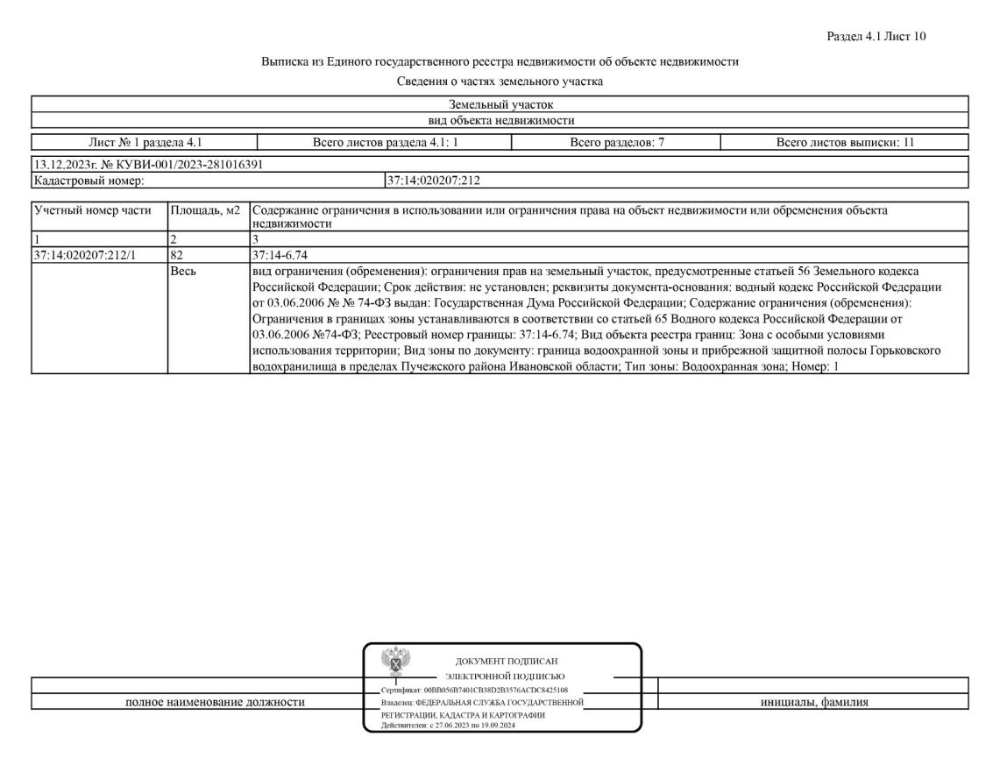 Раздел 4.1 Лист 10
Выписка из Единого государственного реестра недвижимости об объекте недвижимости
Сведения о частях земельного участка
Земельный участок
вид объекта недвижимости
Лист № 1 раздела 4.1 Всего листов раздела 4.1: 1 Всего разделов: 7 Всего листов выписки: 11
13.12.2023г. № КУВИ-001/2023-281016391
Кадастровый номер: 37:14:020207:212
Учетный номер части Площадь, м2 Содержание ограничения в использовании или ограничения права на объект недвижимости или обременения объекта
недвижимости
1 2 3
37:14:020207:212/1 82 37:14-6.74
Весь вид ограничения (обременения): ограничения прав на земельный участок, предусмотренные статьей 56 Земельного кодекса
Российской Федерации; Срок действия: не установлен; реквизиты документа-основания: водный кодекс Российской Федерации
от 03.06.2006 № № 74-ФЗ выдан: Государственная Дума Российской Федерации; Содержание ограничения (обременения):
Ограничения в границах зоны устанавливаются в соответствии со статьей 65 Водного кодекса Российской Федерации от
03.06.2006 №74-ФЗ; Реестровый номер границы: 37:14-6.74; Вид объекта реестра границ: Зона с особыми условиями
использования территории; Вид зоны по документу: граница водоохранной зоны и прибрежной защитной полосы Горьковского
водохранилища в пределах Пучежского района Ивановской области; Тип зоны: Водоохранная зона; Номер: 1
ДОКУМЕНТ ПОДПИСАН
ЭЛЕКТРОННОЙ ПОДПИСЬЮ
Сертификат: 00BB056B7401CB38D2B3576ACDC8425108
Владелец: ФЕДЕРАЛЬНАЯ СЛУЖБА ГОСУДАРСТВЕННОЙ
РЕГИСТРАЦИИ, КАДАСТРА И КАРТОГРАФИИ
Действителен: с 27.06.2023 по 19.09.2024
полное наименование должности инициалы, фамилия